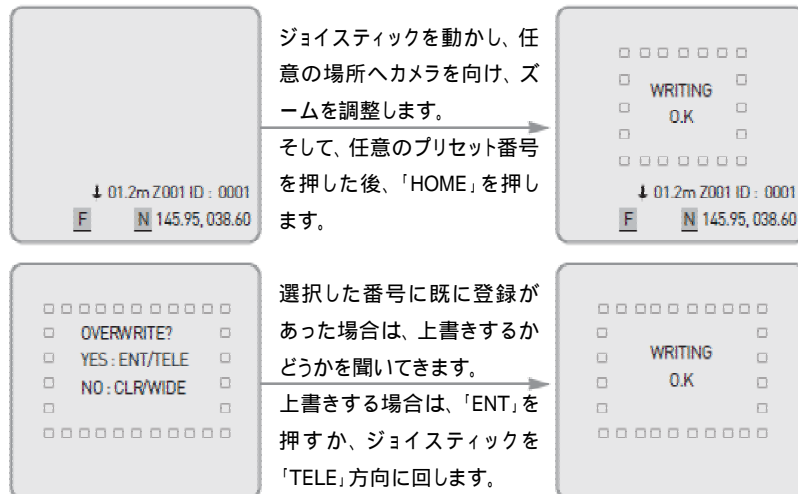 ↓ 01.2m Z001 ID : 0001
F N 145.95, 038.60
ジョイスティックを動かし、任
意の場所へカメラを向け、ズ
ームを調整します。
そして、任意のプリセット番号
を押した後、「HOME」を押し
ます。
WRITING
O.K
↓ 01.2m Z001 ID : 0001
F N 145.95, 038.60
OVERWRITE?
YES : ENT/TELE
NO : CLR/WIDE
選択した番号に既に登録が
あった場合は、上書きするか
どうかを聞いてきます。
上書きする場合は、「ENT」を
押すか、ジョイスティックを
「TELE」方向に回します。
WRITING
O.K